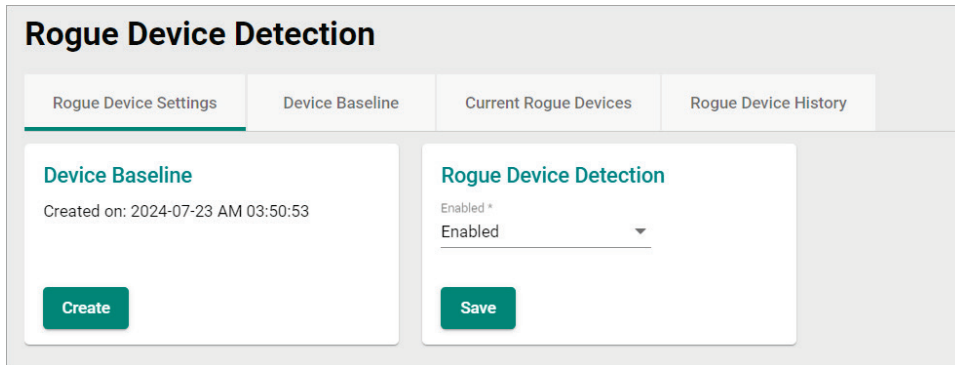 Rogue Device Detection
Rogue Device Settings
Device Baseline
Current Rogue Devices
Rogue Device History
Device Baseline
Created on: 2024-07-23 AM 03:50:53
Create
Rogue Device Detection
Enabled *
Enabled
Save